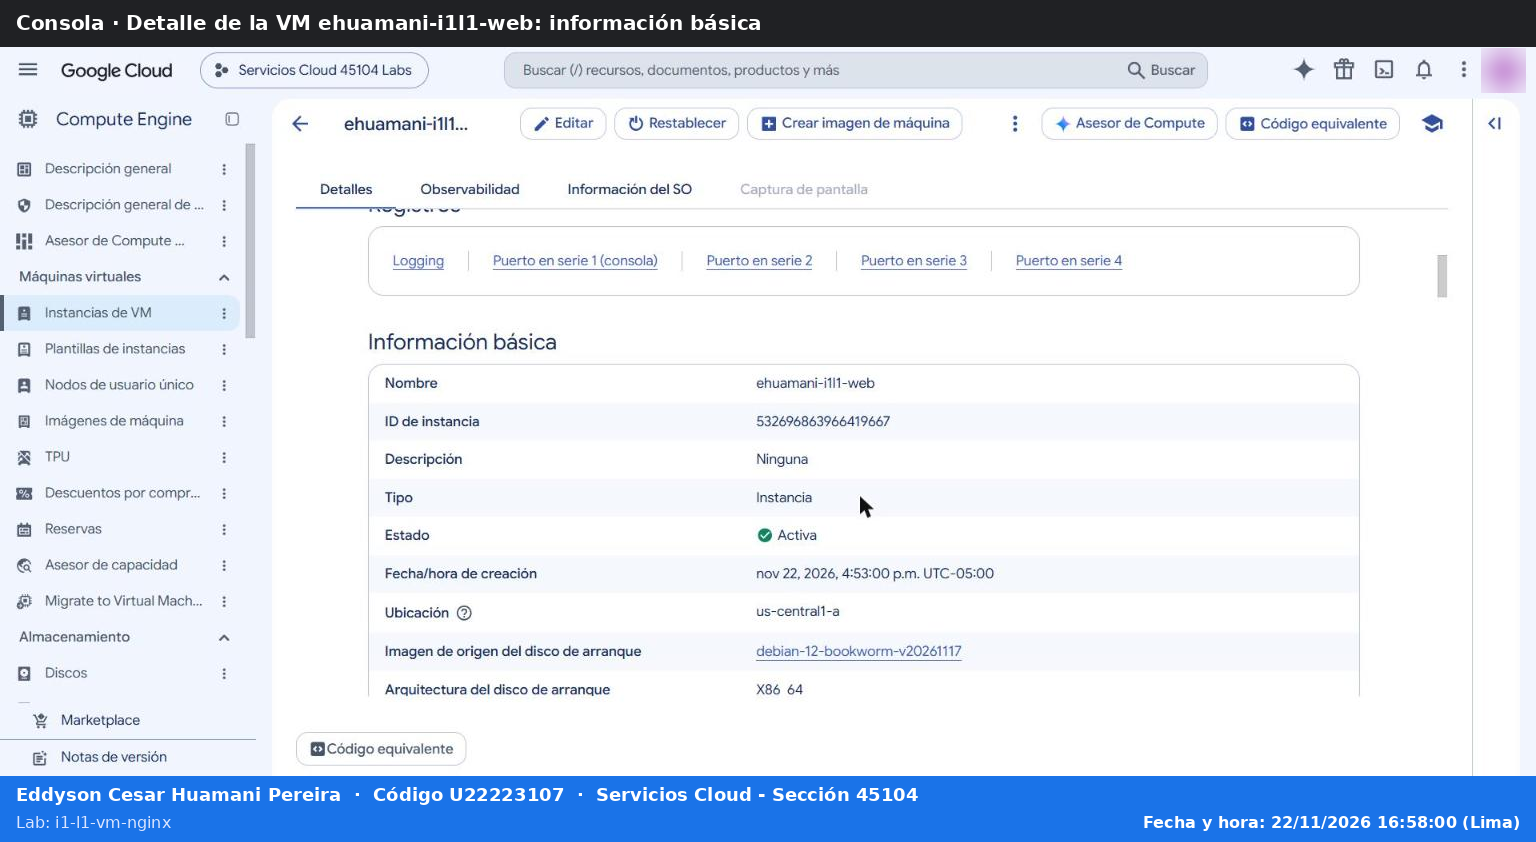 Consola · Detalle de la VM ehuamani-i1l1-web: información básica
Google Cloud
Servicios Cloud 45104 Labs
Buscar (/) recursos, documentos, productos y más
Buscar
Compute Engine
Descripción general
Descripción general de ...
Asesor de Compute ...
Máquinas virtuales
Instancias de VM
Plantillas de instancias
Nodos de usuario único
Imágenes de máquina
TPU
Descuentos por compr...
Reservas
Asesor de capacidad
Migrate to Virtual Mach...
Almacenamiento
Discos
Marketplace
Notas de versión
ehuamani-i1l1...
Editar
Restablecer
Crear imagen de máquina
Asesor de Compute
Código equivalente
Detalles
Observabilidad
Información del SO
Captura de pantalla
Registros
Logging
Puerto en serie 1 (consola)
Puerto en serie 2
Puerto en serie 3
Puerto en serie 4
Información básica
Nombre ehuamani-i1l1-web
ID de instancia 532696863966419667
Descripción Ninguna
Tipo Instancia
Estado Activa
Fecha/hora de creación nov 22, 2026, 4:53:00 p.m. UTC-05:00
Ubicación us-central1-a
Imagen de origen del disco de arranque debian-12-bookworm-v20261117
Arquitectura del disco de arranque X86_64
Código equivalente
Eddyson Cesar Huamani Pereira · Código U22223107 · Servicios Cloud - Sección 45104
Lab: i1-l1-vm-nginx
Fecha y hora: 22/11/2026 16:58:00 (Lima)